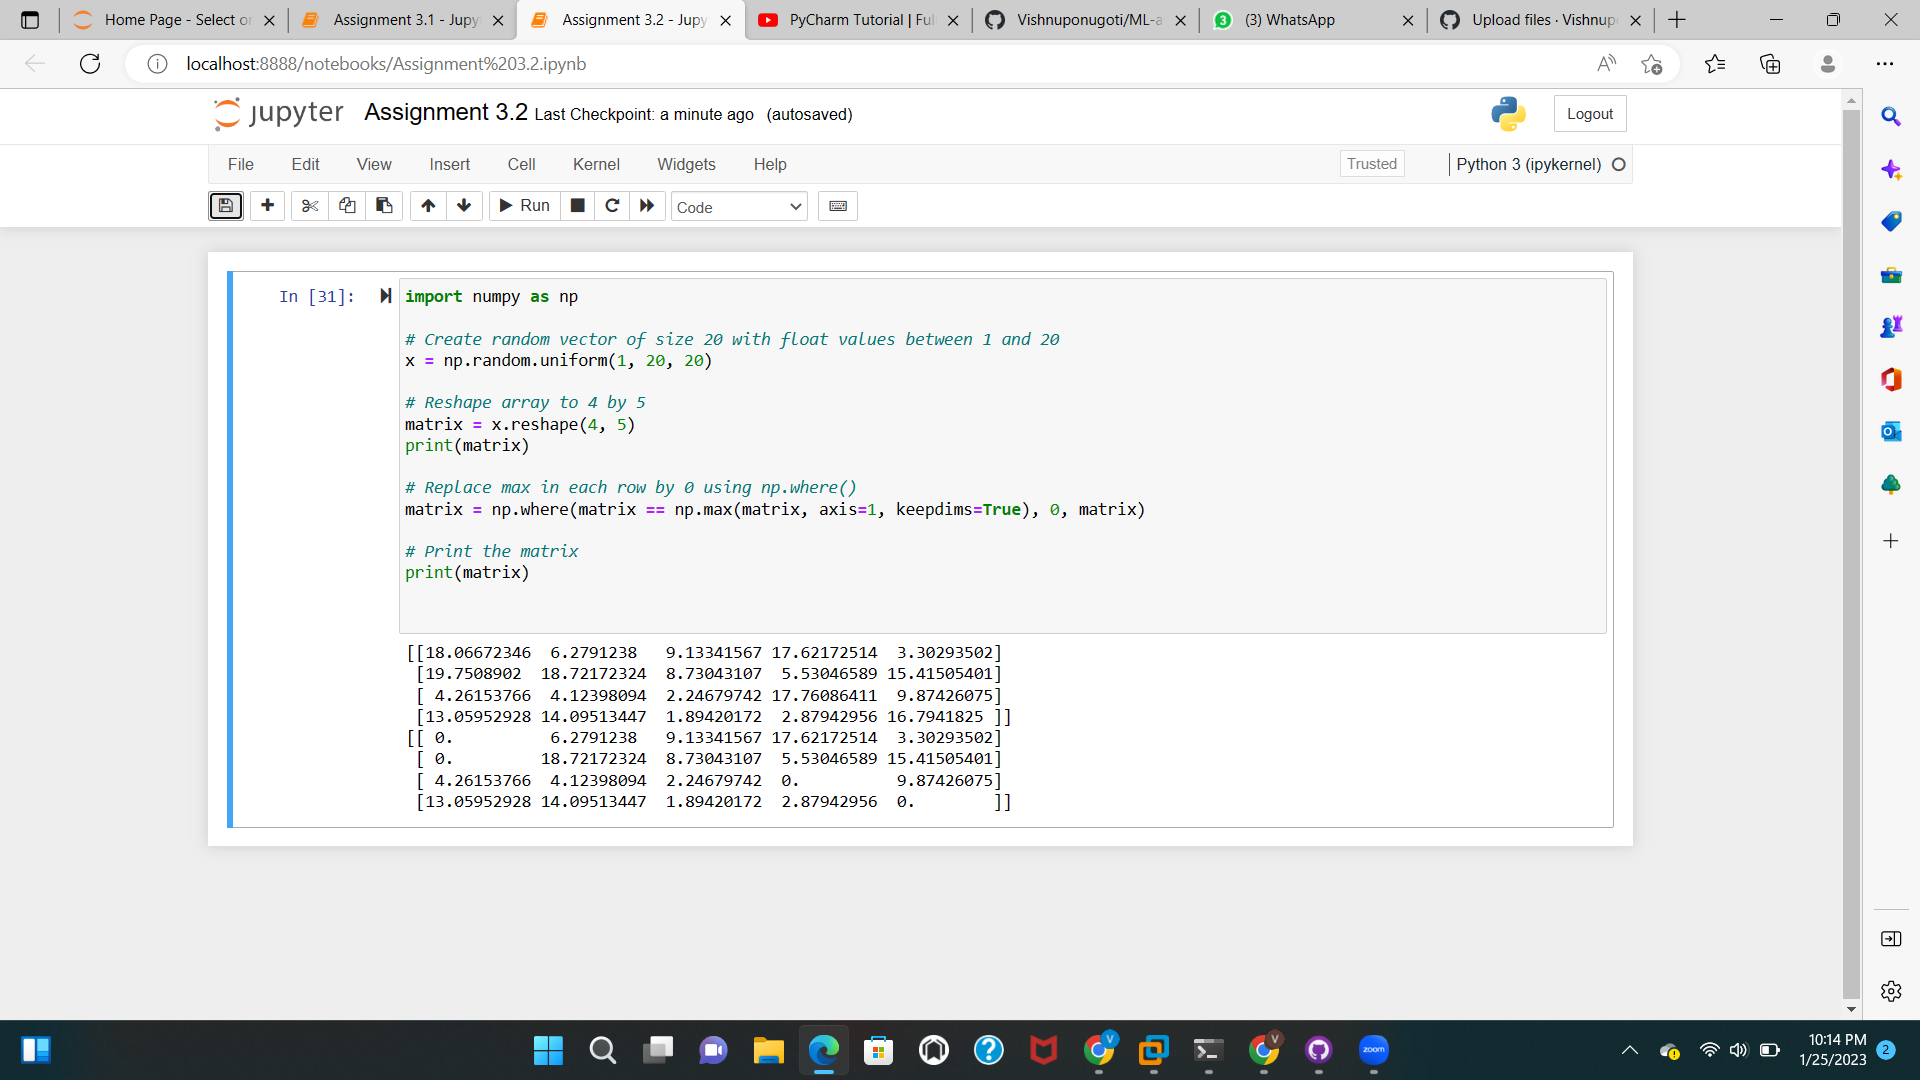 Home Page - Select or
Assignment 3.1 - Jupy
Assignment 3.2 - Jupy
PyCharm Tutorial | Ful
Vishnuponugoti/ML-a
3
(3) WhatsApp
Upload files · Vishnup
localhost:8888/notebooks/Assignment%203.2.ipynb
jupyter Assignment 3.2 Last Checkpoint: a minute ago (autosaved)
Logout
File Edit View Insert Cell Kernel Widgets Help
Trusted
Python 3 (ipykernel)
Run
Code
In [31]:
import numpy as np
# Create random vector of size 20 with float values between 1 and 20
x = np.random.uniform(1, 20, 20)
# Reshape array to 4 by 5
matrix = x.reshape(4, 5)
print(matrix)
# Replace max in each row by 0 using np.where()
matrix = np.where(matrix == np.max(matrix, axis=1, keepdims=True), 0, matrix)
# Print the matrix
print(matrix)
[[18.06672346  6.2791238   9.13341567 17.62172514  3.30293502]
 [19.7508902  18.72172324  8.73043107  5.53046589 15.41505401]
 [ 4.26153766  4.12398094  2.24679742 17.76086411  9.87426075]
 [13.05952928 14.09513447  1.89420172  2.87942956 16.7941825 ]]
[[ 0.          6.2791238   9.13341567 17.62172514  3.30293502]
 [ 0.         18.72172324  8.73043107  5.53046589 15.41505401]
 [ 4.26153766  4.12398094  2.24679742  0.          9.87426075]
 [13.05952928 14.09513447  1.89420172  2.87942956  0.        ]]
V
V
zoom
10:14 PM
1/25/2023
2